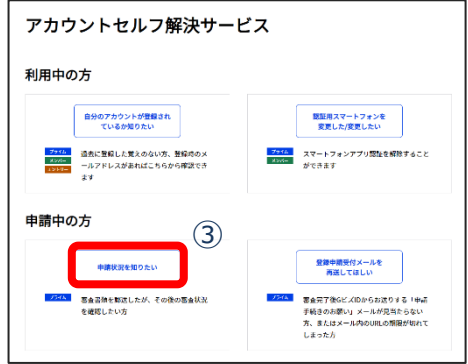 アカウントセルフ解決サービス
利用中の方
自分のアカウントが登録され
ているか知りたい
プライム
メンバー
エントリー
過去に登録した覚えのない方、登録時のメ
ールアドレスがあればこちらから確認でき
ます
認証用スマートフォンを
変更した/変更したい
プライム
メンバー
スマートフォンアプリ認証を解除すること
ができます
申請中の方
③
申請状況を知りたい
プライム
審査書類を郵送したが、その後の審査状況
を確認したい方
登録申請受付メールを
再送してほしい
プライム
審査完了後GビズIDからお送りする「申請
手続きのお願い」メールが見当たらない
方、またはメール内のURLの期限が切れて
しまった方